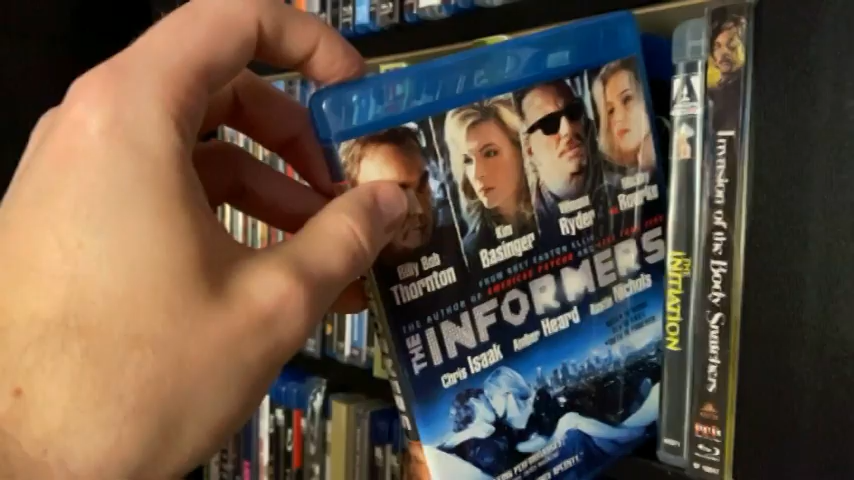 Billy Bob
Thornton
Kim
Basinger
Winona
Ryder
Mickey
Rourke
FROM BRET EASTON ELLIS
THE AUTHOR OF AMERICAN PSYCHO AND LESS THAN ZERO
THE INFORMERS
Chris Isaak Amber Heard Austin Nichols
THE
INITIATION
Invasion of the Body Snatchers